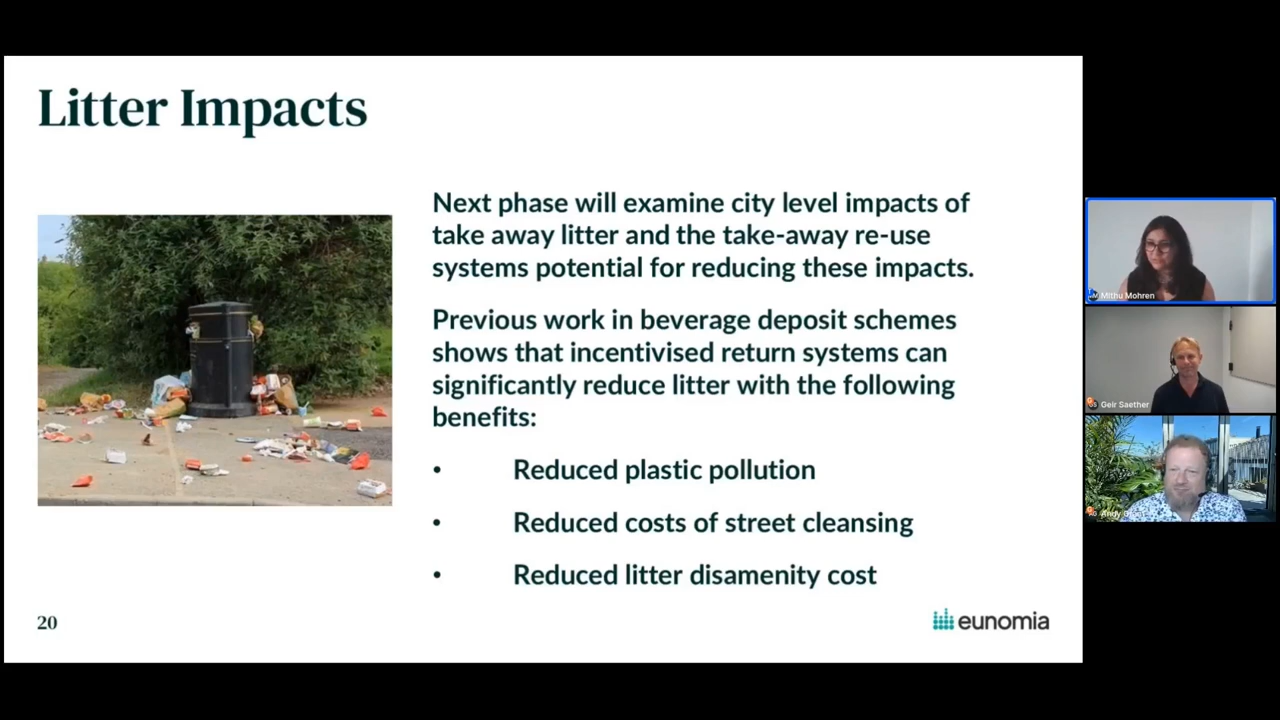 Litter Impacts
Next phase will examine city level impacts of
take away litter and the take-away re-use
systems potential for reducing these impacts.
Previous work in beverage deposit schemes
shows that incentivised return systems can
significantly reduce litter with the following
benefits:
• Reduced plastic pollution
• Reduced costs of street cleansing
• Reduced litter disamenity cost
20
eunomia
Mithu Mohren
Geir Saether
Andy